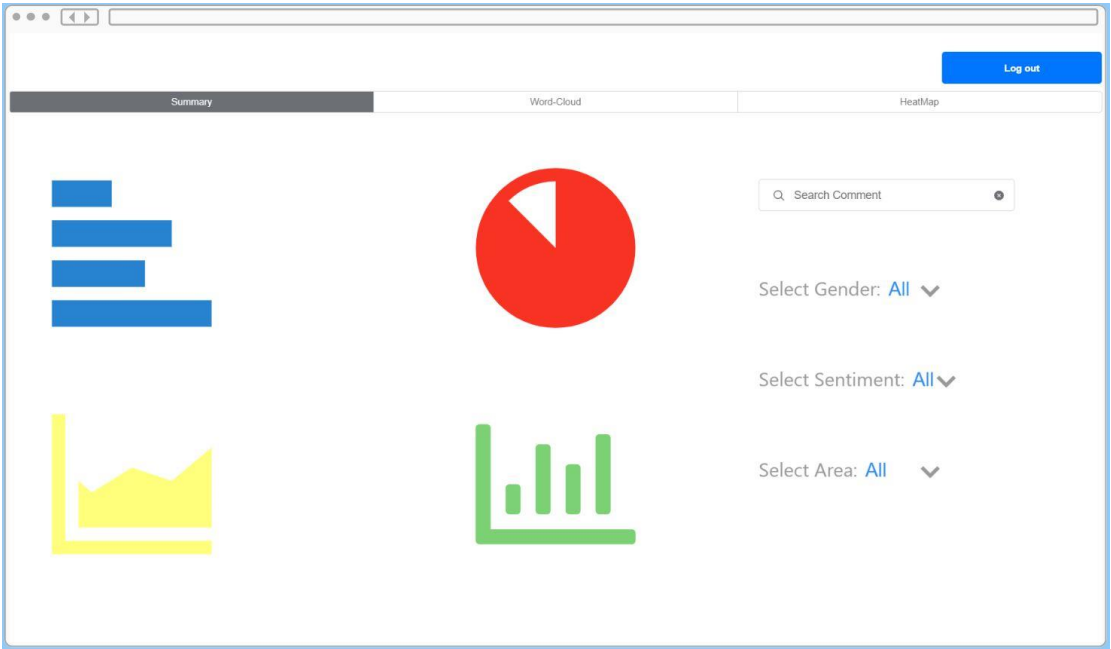 Log out
Summary
Word-Cloud
HeatMap
Search Comment
Select Gender: All
Select Sentiment: All
Select Area: All